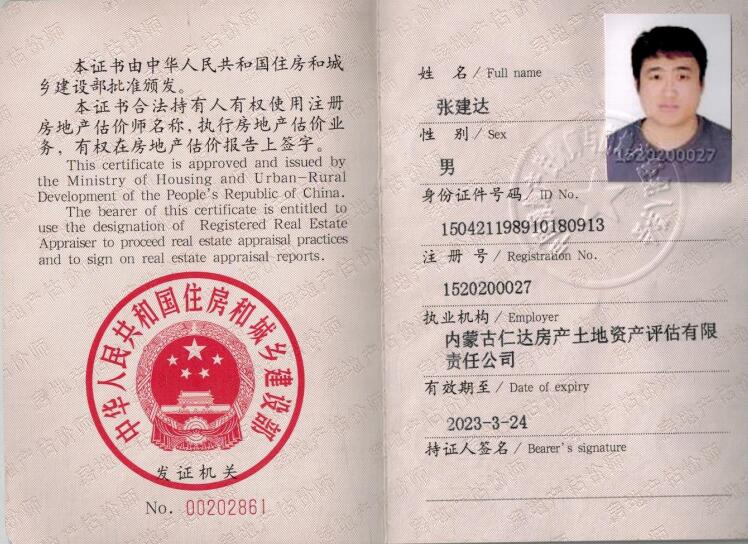 本证书由中华人民共和国住房和城
乡建设部批准颁发。
本证书合法持有人有权使用注册
房地产估价师名称,执行房地产估价业
务,有权在房地产估价报告上签字。
This certificate is approved and issued by
the Ministry of Housing and Urban-Rural
Development of the People's Republic of China.
The bearer of this certificate is entitled to
use the designation of Registered Real Estate
Appraiser to proceed real estate appraisal practices
and to sign on real estate appraisal reports.
中华人民共和国住房和城乡建设部
发证机关
No. 00202861
姓 名/Full name
张建达
性 别/Sex
男
身份证件号码/ID No.
150421198910180913
注 册 号/Registration No.
1520200027
执业机构/Employer
内蒙古仁达房产土地资产评估有限
责任公司
有效期至/Date of expiry
2023-3-24
持证人签名/Bearer's signature
1520200027